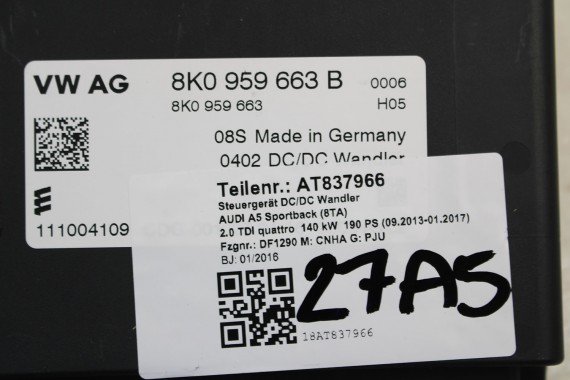 VW AG 8K0 959 663 B 0006
8K0 959 663 H05
08S Made in Germany
0402 DC/DC Wandler
111004109
Teilenr.: AT837966
Steuergerät DC/DC Wandler
AUDI A5 Sportback (8TA)
2.0 TDI quattro 140 kW 190 PS (09.2013-01.2017)
Fzgnr.: DF1290 M: CNHA G: PJU
BJ: 01/2016
27A5
18AT837966